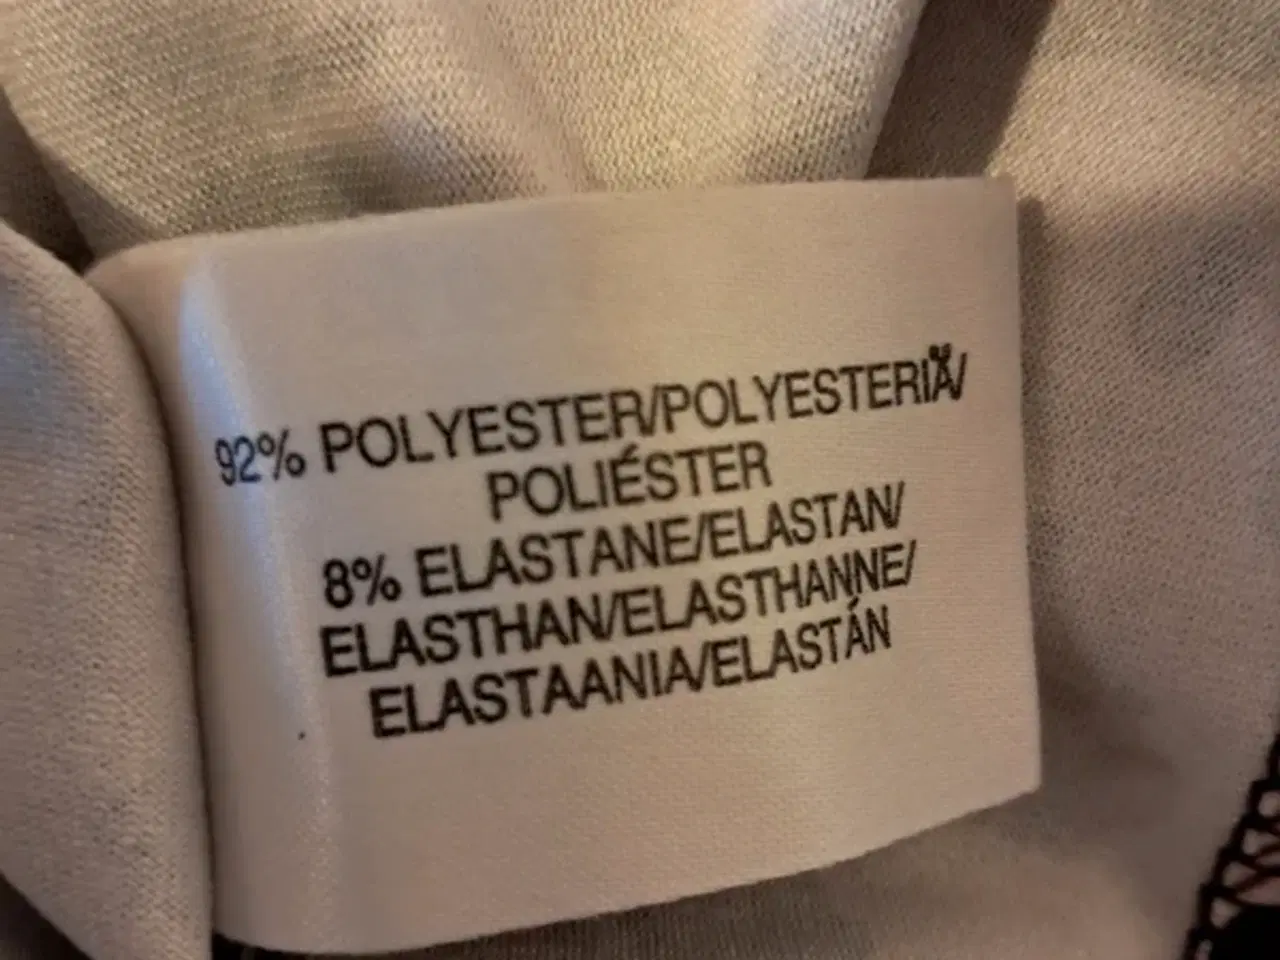 92% POLYESTER/POLYESTERIÄ/
POLIÉSTER
8% ELASTANE/ELASTAN/
ELASTHAN/ELASTHANNE/
ELASTAANIA/ELASTÁN